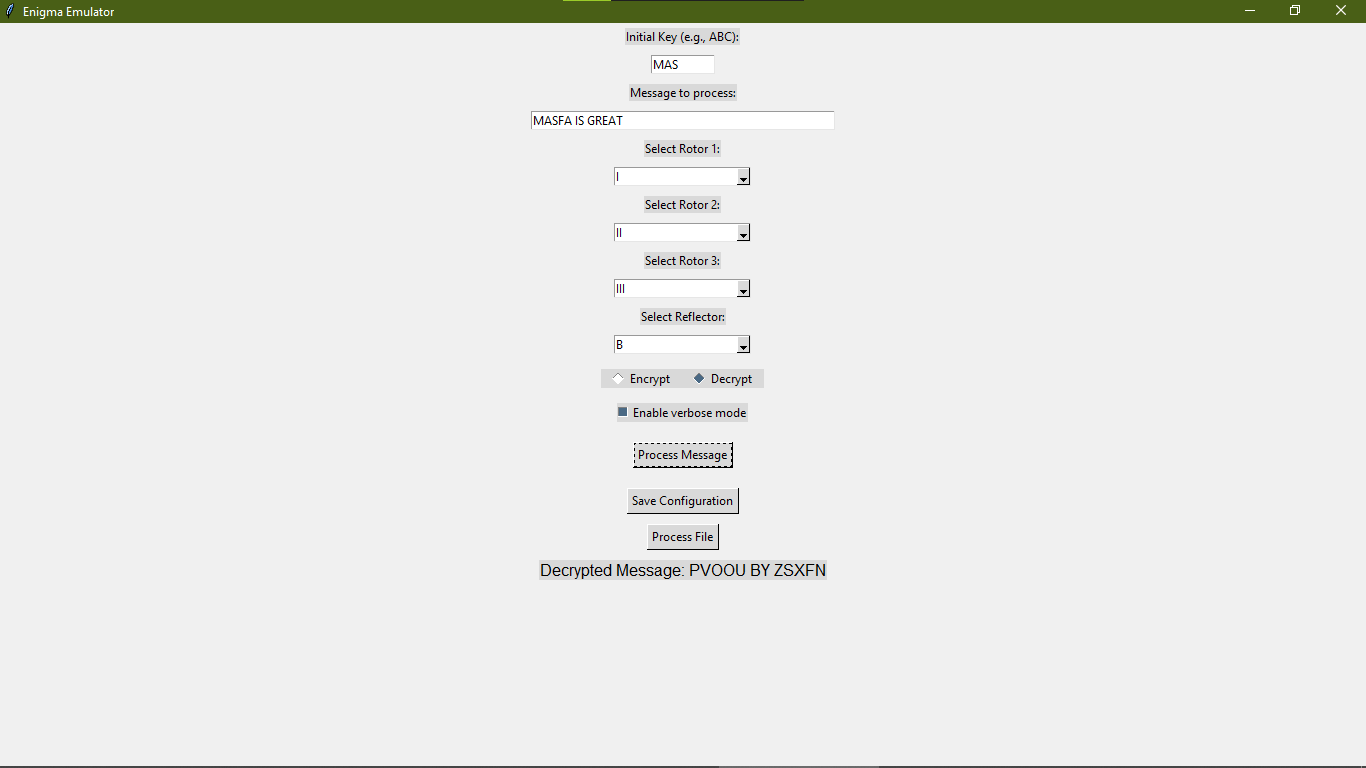 Enigma Emulator
Initial Key (e.g., ABC):
MAS
Message to process:
MASFA IS GREAT
Select Rotor 1:
I
Select Rotor 2:
II
Select Rotor 3:
III
Select Reflector:
B
Encrypt Decrypt
Enable verbose mode
Process Message
Save Configuration
Process File
Decrypted Message: PVOOU BY ZSXFN